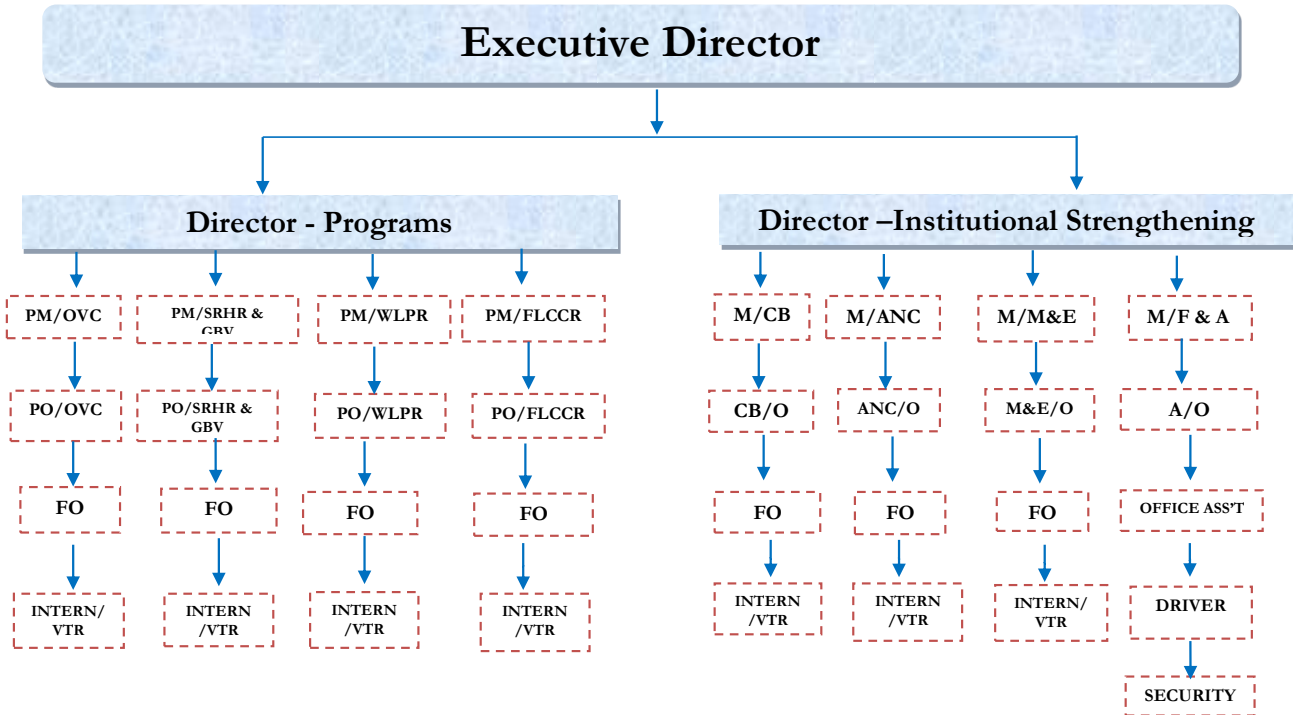 Executive Director
Director - Programs
Director –Institutional Strengthening
PM/OVC
PM/SRHR &
GBV
PM/WLPR
PM/FLCCR
M/CB
M/ANC
M/M&E
M/F & A
PO/OVC
PO/SRHR &
GBV
PO/WLPR
PO/FLCCR
CB/O
ANC/O
M&E/O
A/O
FO
FO
FO
FO
FO
FO
FO
OFFICE ASS'T
INTERN/
VTR
INTERN
/VTR
INTERN
/VTR
INTERN
/VTR
INTERN
/VTR
INTERN
/VTR
INTERN/
VTR
DRIVER
SECURITY